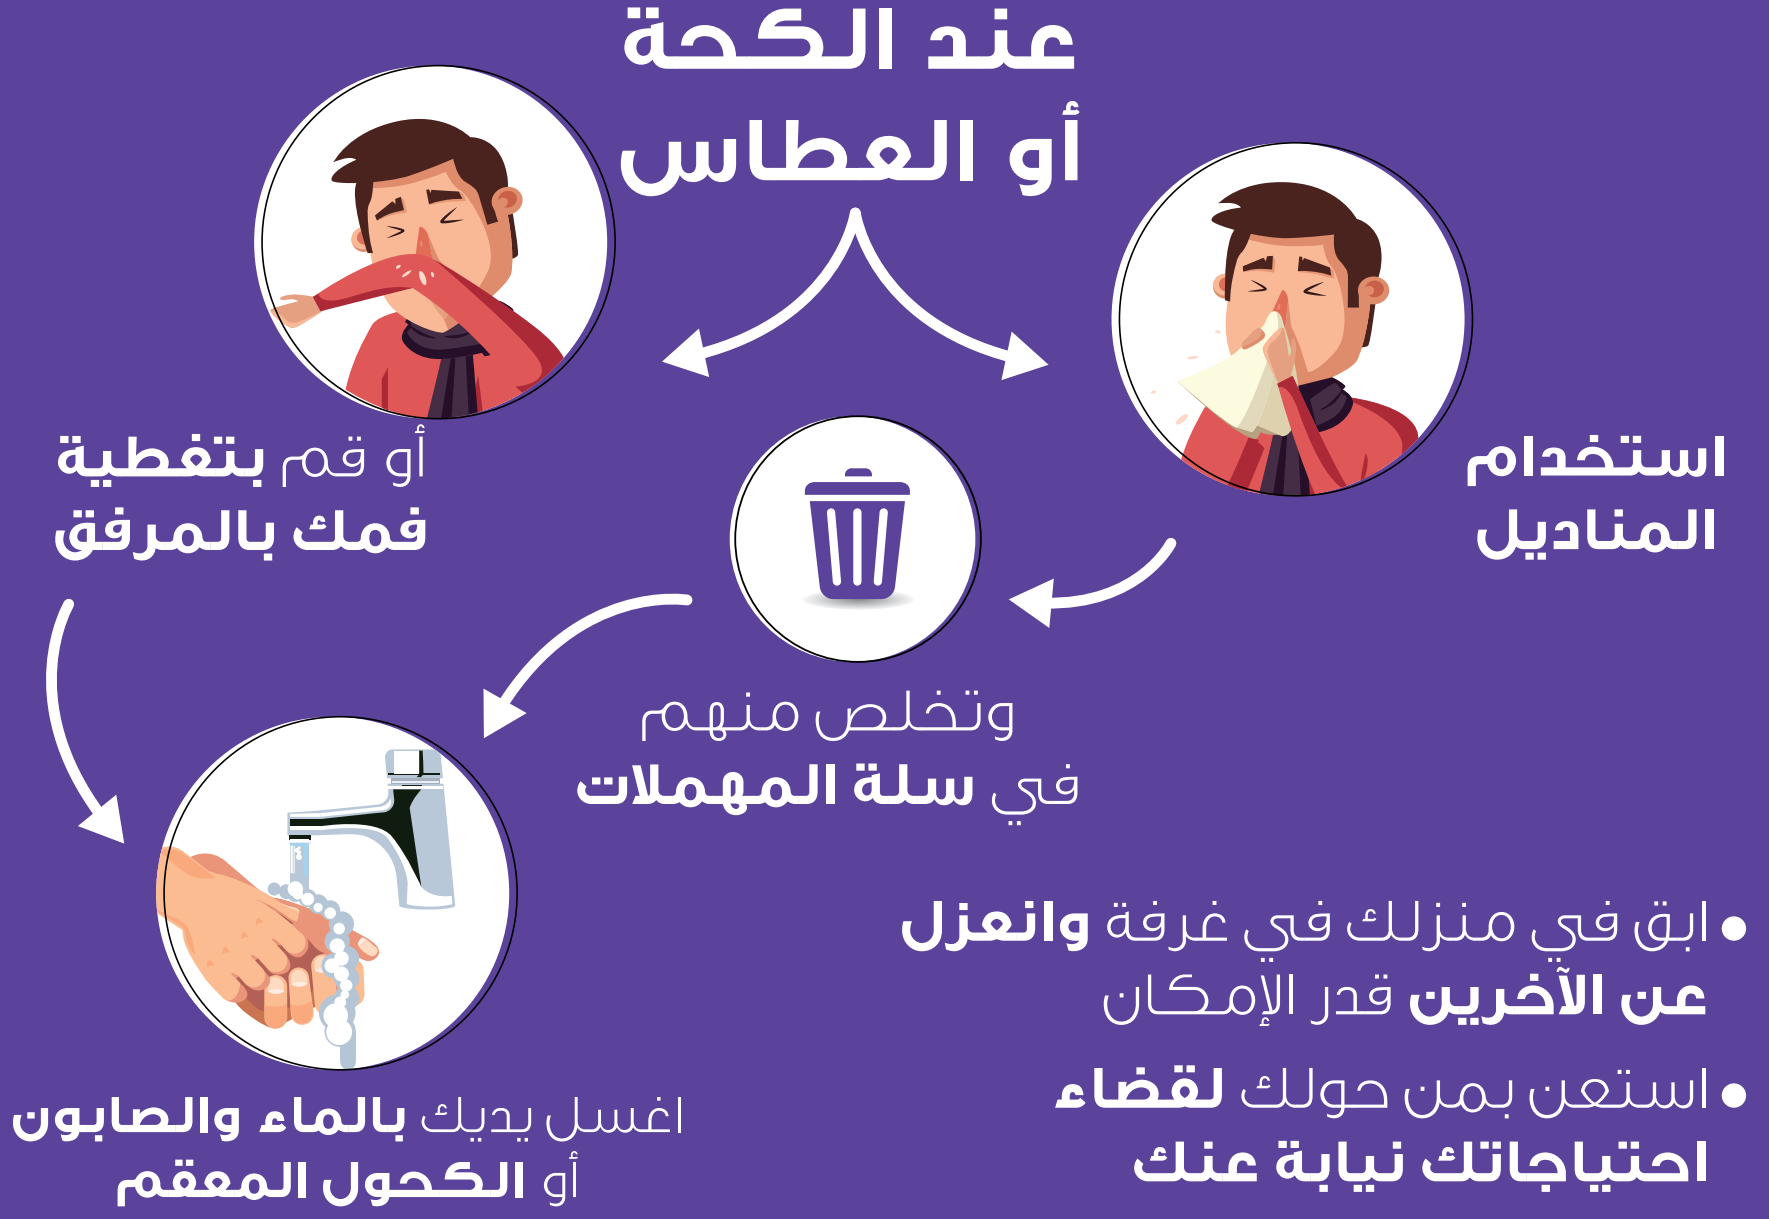 عند الكحة
أو العطاس
استخدام
المناديل
أو قم بتغطية
فمك بالمرفق
وتخلص منهم
في سلة المهملات
اغسل يديك بالماء والصابون
أو الكحول المعقم
• ابق في منزلك في غرفة وانعزل
عن الآخرين قدر الإمكان
• استعن بمن حولك لقضاء
احتياجاتك نيابة عنك